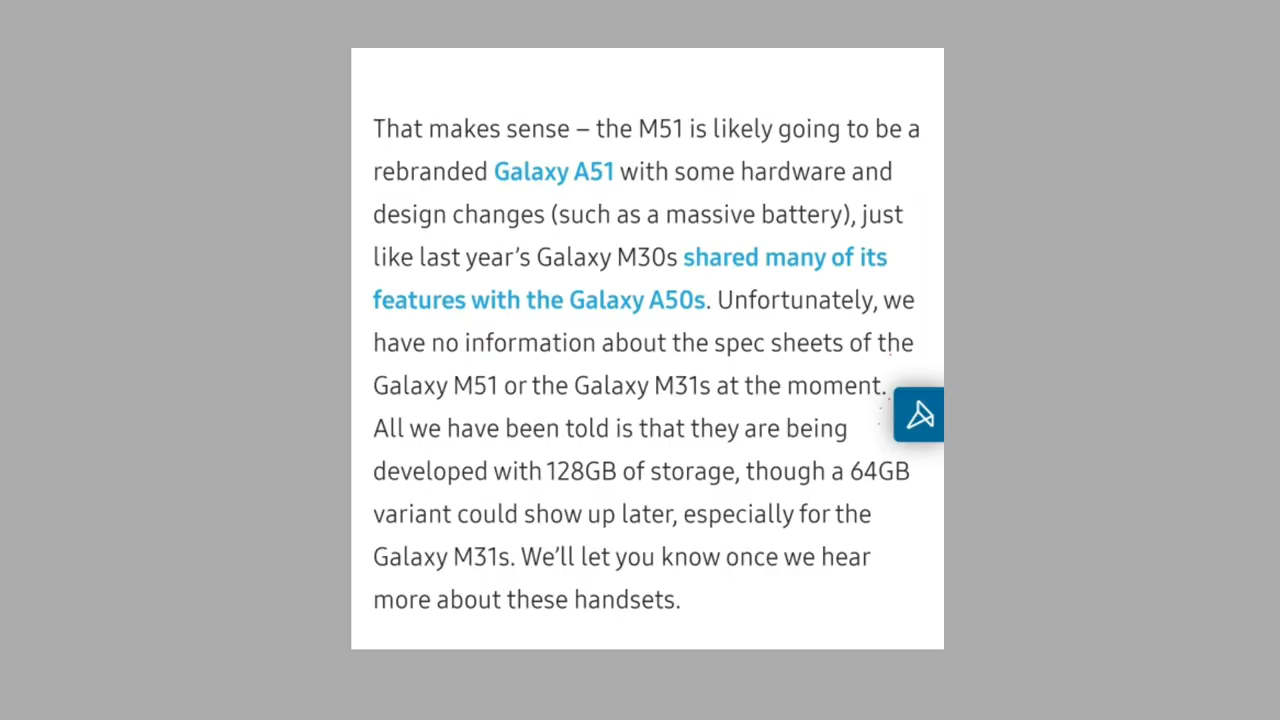 That makes sense – the M51 is likely going to be a
rebranded Galaxy A51 with some hardware and
design changes (such as a massive battery), just
like last year’s Galaxy M30s shared many of its
features with the Galaxy A50s. Unfortunately, we
have no information about the spec sheets of the
Galaxy M51 or the Galaxy M31s at the moment.
All we have been told is that they are being
developed with 128GB of storage, though a 64GB
variant could show up later, especially for the
Galaxy M31s. We’ll let you know once we hear
more about these handsets.